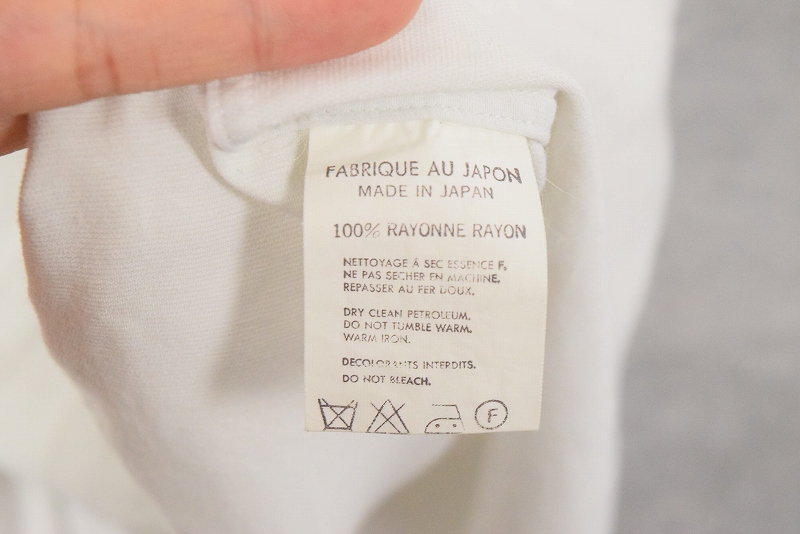 FABRIQUE AU JAPON
MADE IN JAPAN
100% RAYONNE RAYON
NETTOYAGE Á SEC ESSENCE F.
NE PAS SECHER EN MACHINE.
REPASSER AU FER DOUX.
DRY CLEAN PETROLEUM.
DO NOT TUMBLE WARM.
WARM IRON.
DECOLORANTS INTERDITS.
DO NOT BLEACH.
F